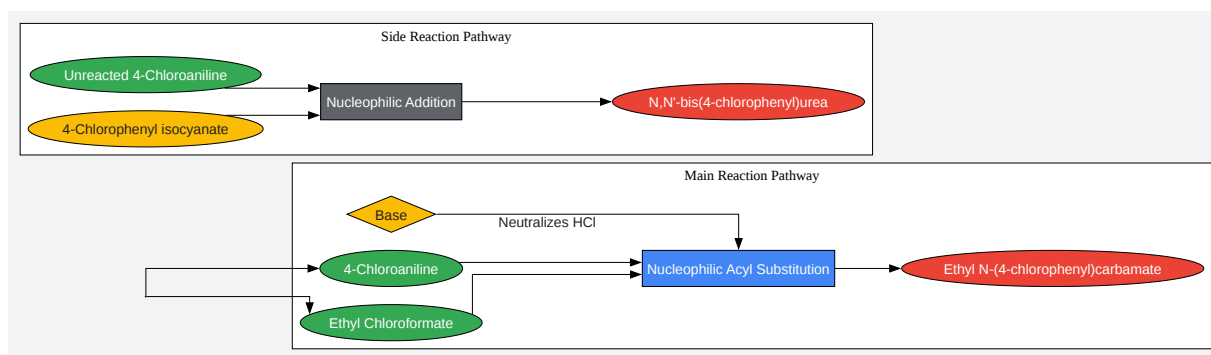 Side Reaction Pathway
Unreacted 4-Chloroaniline
Nucleophilic Addition
N,N'-bis(4-chlorophenyl)urea
4-Chlorophenyl isocyanate
Main Reaction Pathway
Base
Neutralizes HCl
4-Chloroaniline
Nucleophilic Acyl Substitution
Ethyl N-(4-chlorophenyl)carbamate
Ethyl Chloroformate